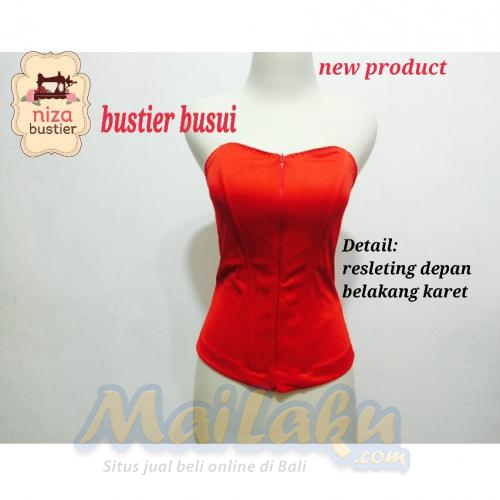 new product
niza
bustier
bustier busui
Detail:
resleting depan
belakang karet
MaiLaku
.com
Situs jual beli online di Bali